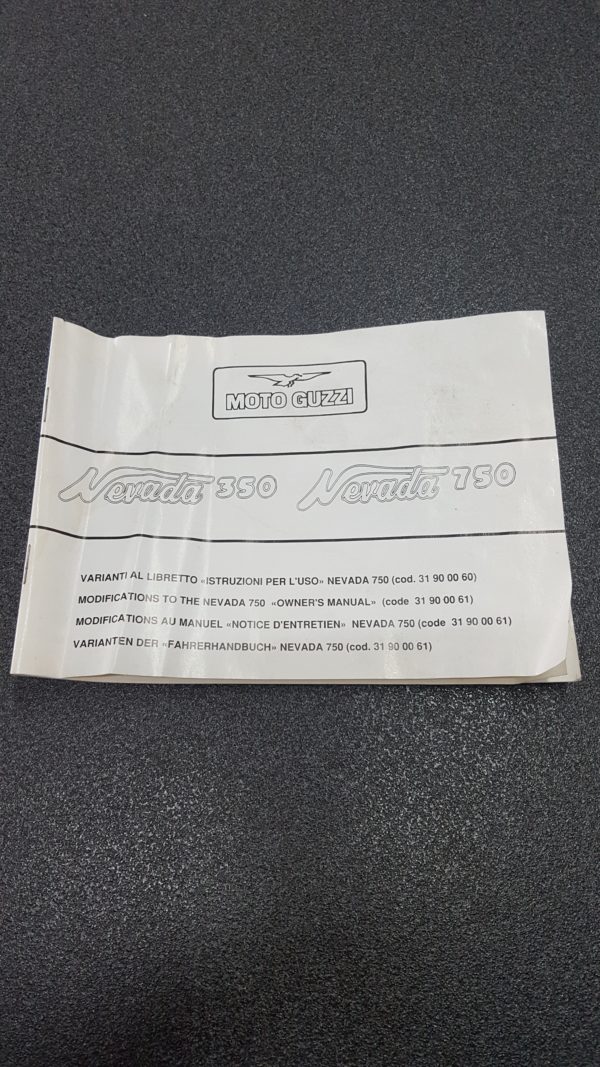 MOTO GUZZI
Nevada 350 Nevada 750
VARIANTI AL LIBRETTO «ISTRUZIONI PER L'USO» NEVADA 750 (cod. 31 90 00 60)
MODIFICATIONS TO THE NEVADA 750 «OWNER'S MANUAL» (code 31 90 00 61)
MODIFICATIONS AU MANUEL «NOTICE D'ENTRETIEN» NEVADA 750 (code 31 90 00 61)
VARIANTEN DER «FAHRERHANDBUCH» NEVADA 750 (cod. 31 90 00 61)